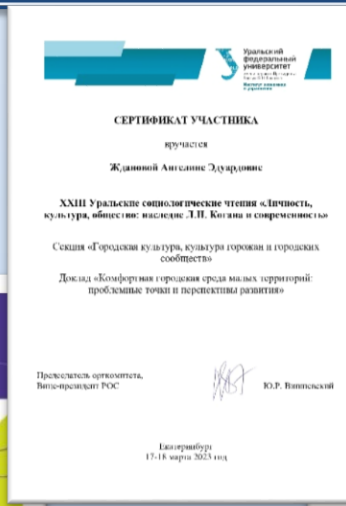 Уральский
федеральный
университет
СЕРТИФИКАТ УЧАСТНИКА
вручается
Ждановой Ангелине Эдуардовне
XXIII Уральские социологические чтения «Личность,
культура, общество: наследие Л.Н. Когана и современность»
Секция «Городская культура, культура горожан и городских
сообществ»
Доклад «Комфортная городская среда малых территорий:
проблемные точки и перспективы развития»
Председатель оргкомитета,
Вице-президент РОС
Ю.Р. Вишневский
Екатеринбург
17-18 марта 2023 год